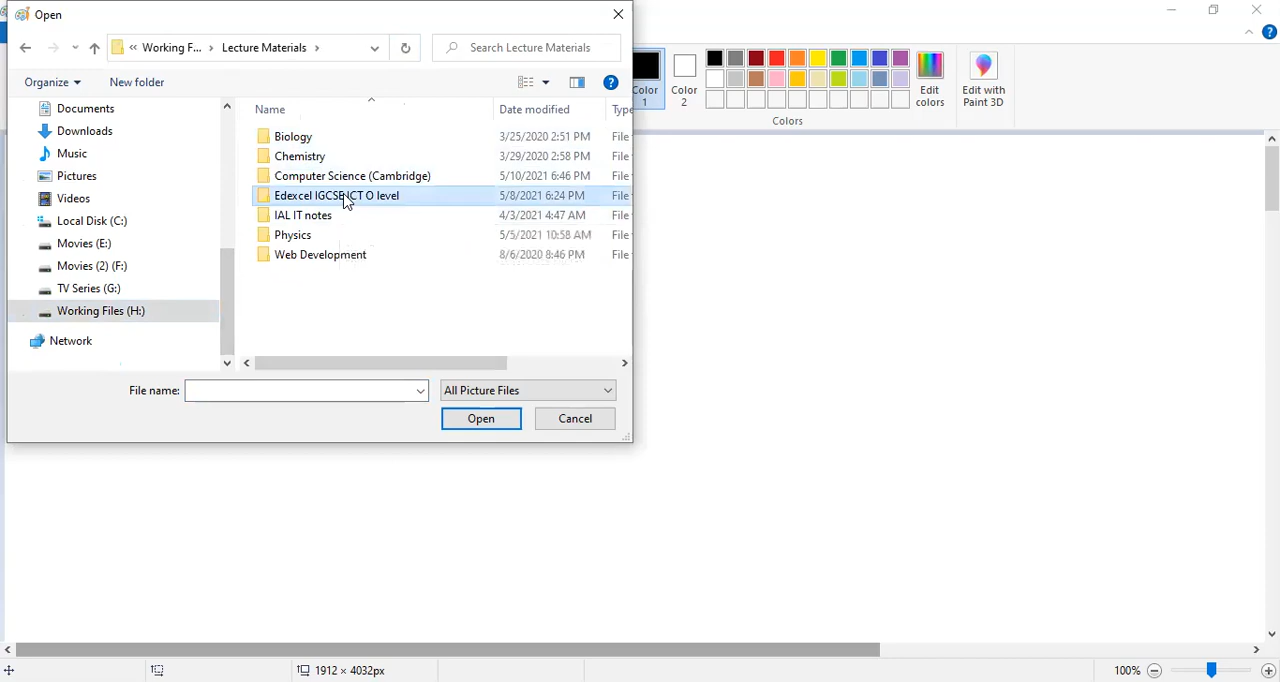 Open
« Working F... › Lecture Materials ›
Search Lecture Materials
Organize
New folder
Documents
Downloads
Music
Pictures
Videos
Local Disk (C:)
Movies (E:)
Movies (2) (F:)
TV Series (G:)
Working Files (H:)
Network
Name Date modified Type
Biology 3/25/2020 2:51 PM File
Chemistry 3/29/2020 2:58 PM File
Computer Science (Cambridge) 5/10/2021 6:46 PM File
Edexcel IGCSE ICT O level 5/8/2021 6:24 PM File
IAL IT notes 4/3/2021 4:47 AM File
Physics 5/5/2021 10:58 AM File
Web Development 8/6/2020 8:46 PM File
File name:
All Picture Files
Open
Cancel
Color
1
Color
2
Edit
colors
Edit with
Paint 3D
Colors
1912 × 4032px
100%